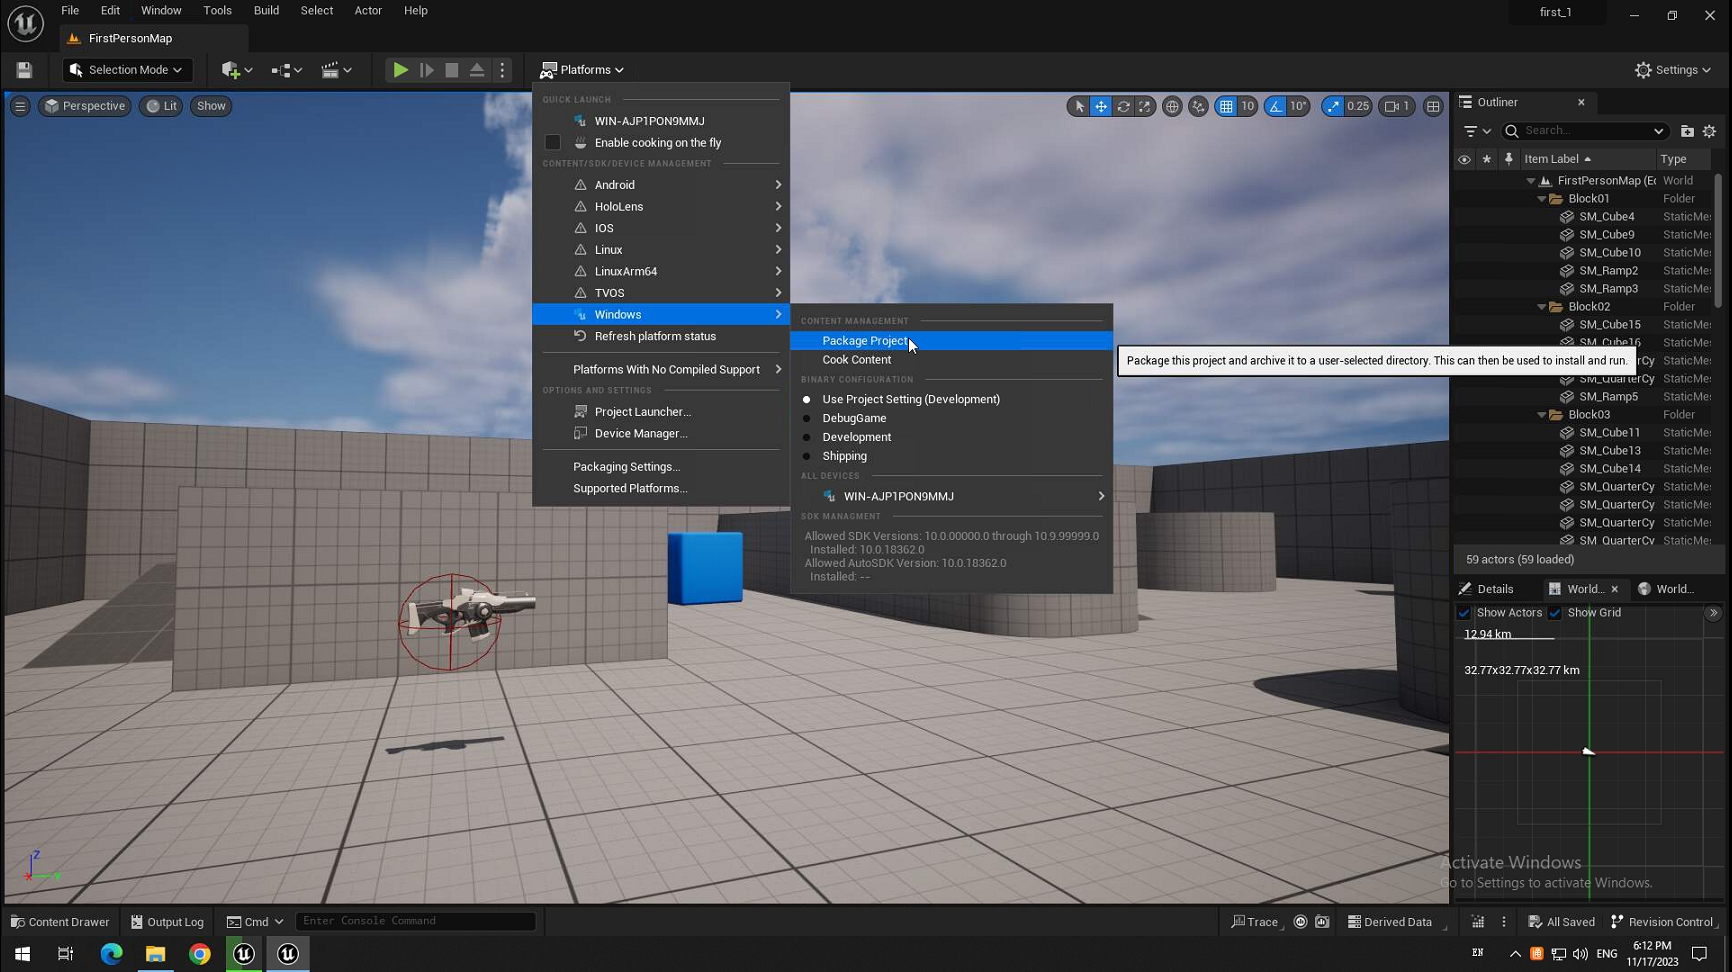 File Edit Window Tools Build Select Actor Help
first_1
FirstPersonMap
Selection Mode
Platforms
Settings
Perspective Lit Show
10 10° 0.25 1
QUICK LAUNCH
WIN-AJP1PON9MMJ
Enable cooking on the fly
CONTENT/SDK/DEVICE MANAGEMENT
Android
HoloLens
IOS
Linux
LinuxArm64
TVOS
Windows
Refresh platform status
Platforms With No Compiled Support
OPTIONS AND SETTINGS
Project Launcher...
Device Manager...
Packaging Settings...
Supported Platforms...
CONTENT MANAGEMENT
Package Project
Cook Content
BINARY CONFIGURATION
Use Project Setting (Development)
DebugGame
Development
Shipping
ALL DEVICES
WIN-AJP1PON9MMJ
SDK MANAGMENT
Allowed SDK Versions: 10.0.00000.0 through 10.9.99999.0
Installed: 10.0.18362.0
Allowed AutoSDK Version: 10.0.18362.0
Installed: --
Package this project and archive it to a user-selected directory. This can then be used to install and run.
Outliner
Search...
Item Label Type
FirstPersonMap (Ec World
Block01 Folder
SM_Cube4 StaticMe
SM_Cube9 StaticMe
SM_Cube10 StaticMe
SM_Ramp2 StaticMe
SM_Ramp3 StaticMe
Block02 Folder
SM_Cube15 StaticMe
SM_Cube16 StaticMe
StaticMe
SM_QuarterCy StaticMe
SM_Ramp5 StaticMe
Block03 Folder
SM_Cube11 StaticMe
SM_Cube13 StaticMe
SM_Cube14 StaticMe
SM_QuarterCy StaticMe
SM_QuarterCy StaticMe
SM_QuarterCy StaticMe
SM_QuarterCy StaticMe
59 actors (59 loaded)
Details World... World...
Show Actors Show Grid
12.94 km
32.77x32.77x32.77 km
Z
Activate Windows
Go to Settings to activate Windows.
Content Drawer Output Log Cmd Enter Console Command
Trace Derived Data All Saved Revision Control
EN ENG 6:12 PM
11/17/2023